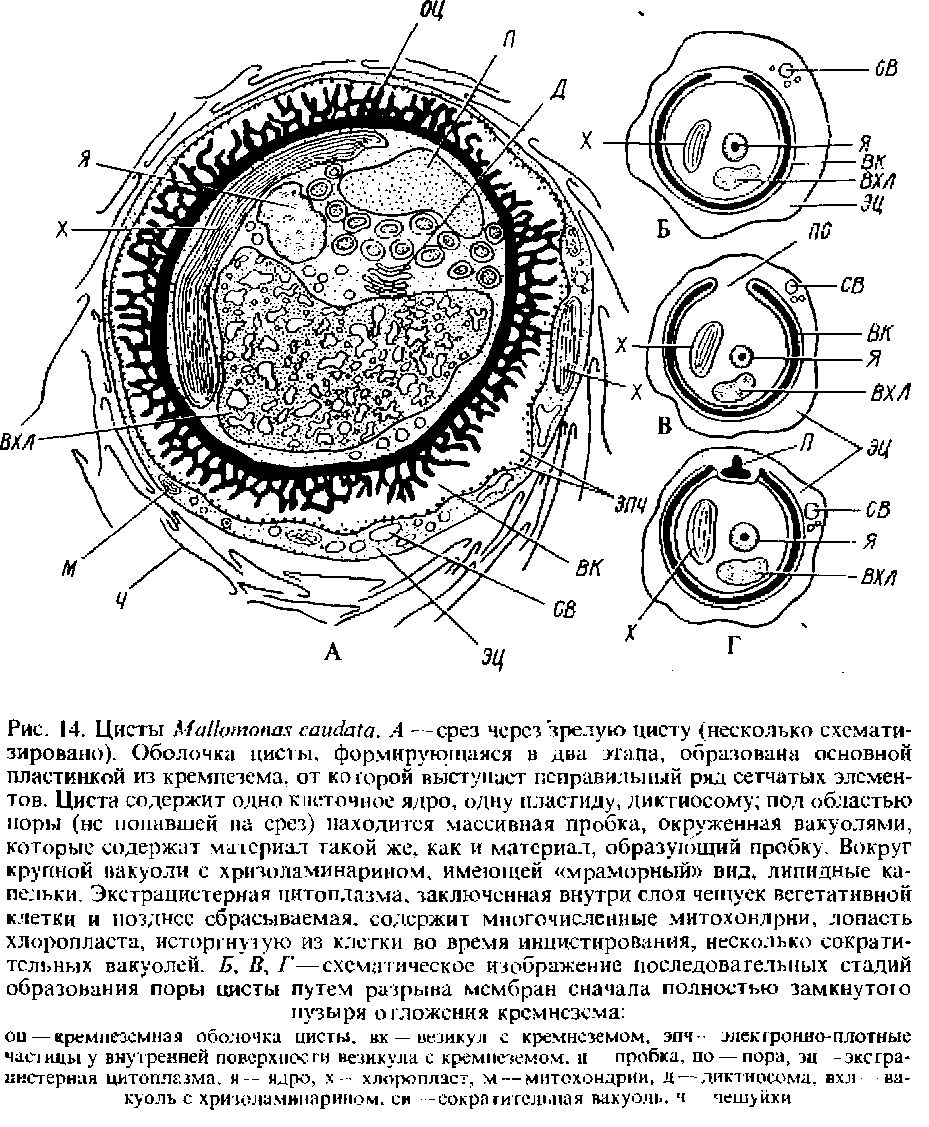 ОЦ
П
Д
Я
Х
ВХЛ
М
Ч
А
ЭЦ
СВ
ВК
ЭПЧ
Х
СВ
Х
Я
ВК
ВХЛ
ЭЦ
Б
ПО
СВ
ВК
Х
Я
ВХЛ
В
ЭЦ
П
СВ
Я
ВХЛ
Х
Г
Рис. 14. Цисты Mallomonas caudata. А — срез через зрелую цисту (несколько схемати-
зировано). Оболочка цисты, формирующаяся в два этапа, образована основной
пластинкой из кремнезема, от которой выступает неправильный ряд сетчатых элемен-
тов. Циста содержит одно клеточное ядро, одну пластиду, диктиосому; под областью
поры (не попавшей на срез) находится массивная пробка, окруженная вакуолями,
которые содержат материал такой же, как и материал, образующий пробку. Вокруг
крупной вакуоли с хризоламинарином, имеющей «мраморный» вид, липидные ка-
пельки. Экстрацистерная цитоплазма, заключенная внутри слоя чешуек вегетативной
клетки и позднее сбрасываемая, содержит многочисленные митохондрии, лопасть
хлоропласта, исторгнутую из клетки во время инцистирования, несколько сократи-
тельных вакуолей. Б, В, Г — схематическое изображение последовательных стадий
образования поры цисты путем разрыва мембран сначала полностью замкнутого
пузыря отложения кремнезема:
оц — кремнеземная оболочка цисты, вк — везикул с кремнеземом, эпч — электронно-плотные
частицы у внутренней поверхности везикула с кремнеземом, п пробка, по — пора, эц — экстра-
цистерная цитоплазма, я — ядро, х — хлоропласт, м — митохондрии, д — диктиосома, вхл — ва-
куоль с хризоламинарином, св — сократительная вакуоль, ч чешуйки